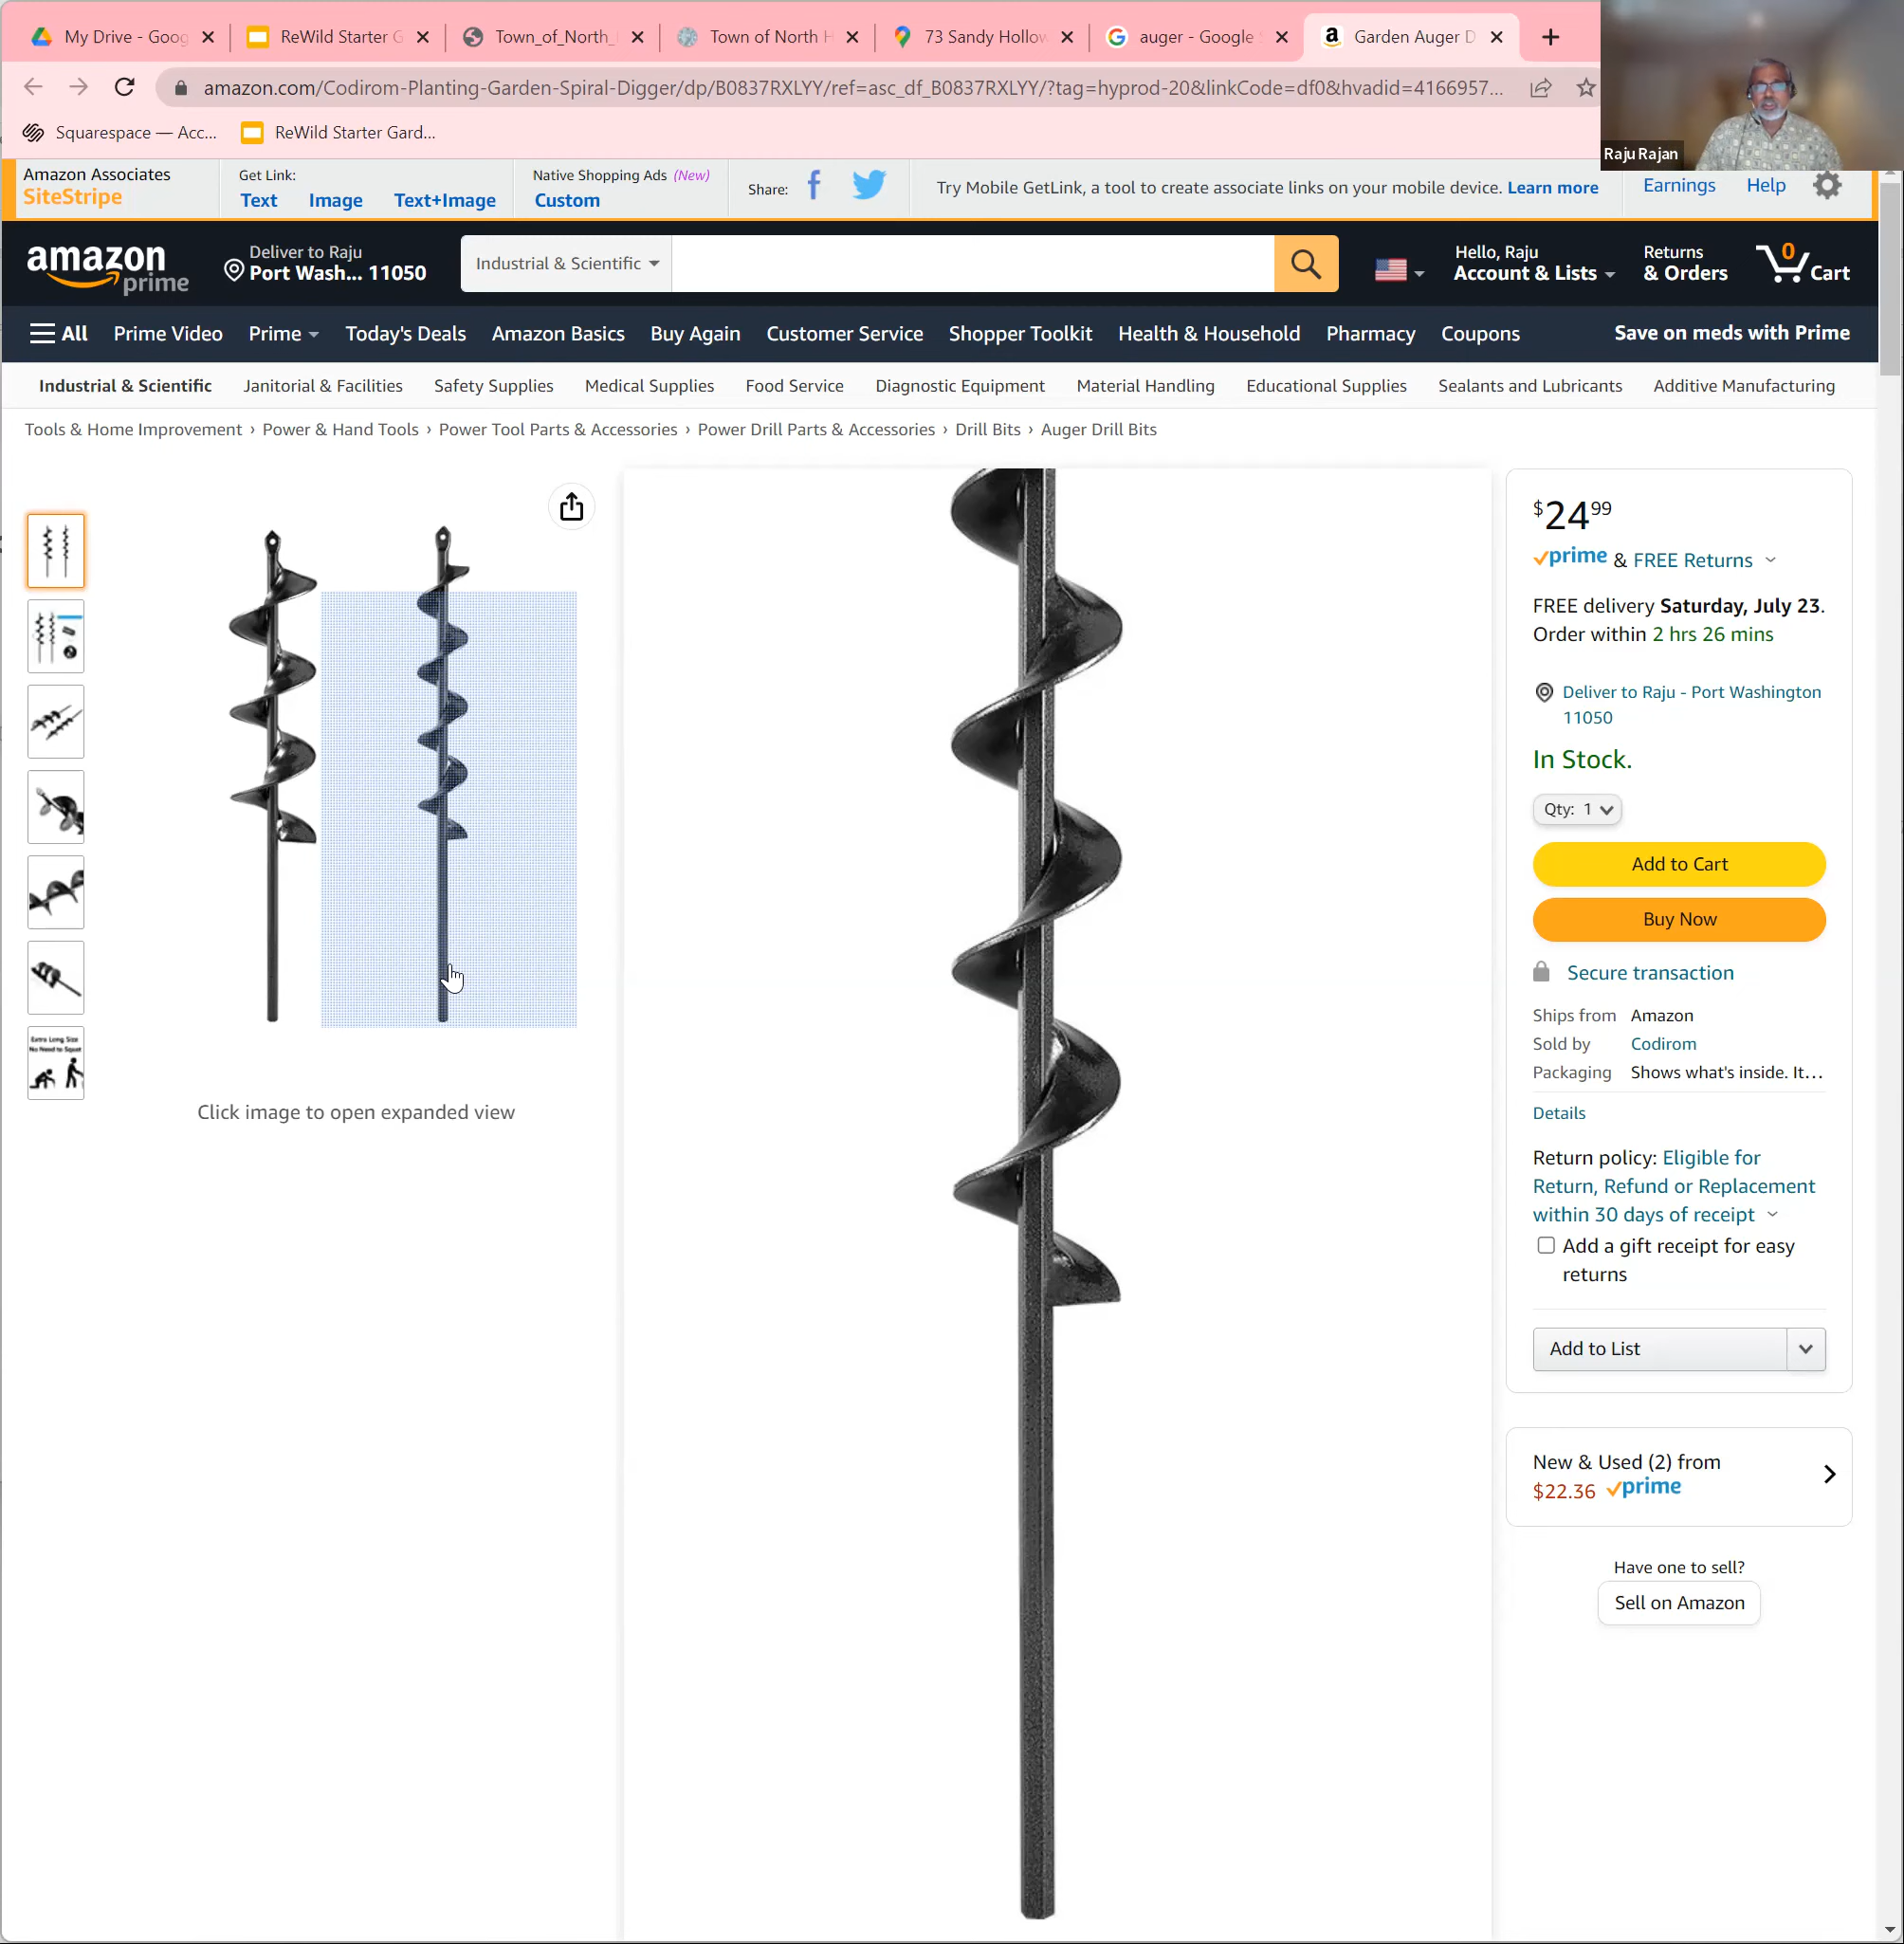 My Drive - Goog
ReWild Starter G
Town_of_North_
Town of North H
73 Sandy Hollow
auger - Google S
Garden Auger D
amazon.com/Codirom-Planting-Garden-Spiral-Digger/dp/B0837RXLYY/ref=asc_df_B0837RXLYY/?tag=hyprod-20&linkCode=df0&hvadid=4166957...
Squarespace — Acc...
ReWild Starter Gard...
Raju Rajan
Amazon Associates
SiteStripe
Get Link:
Text Image Text+Image
Native Shopping Ads (New)
Custom
Share:
Try Mobile GetLink, a tool to create associate links on your mobile device. Learn more
Earnings
Help
amazon
prime
Deliver to Raju
Port Wash... 11050
Industrial & Scientific
Hello, Raju
Account & Lists
Returns
& Orders
0
Cart
All Prime Video Prime Today's Deals Amazon Basics Buy Again Customer Service Shopper Toolkit Health & Household Pharmacy Coupons Save on meds with Prime
Industrial & Scientific Janitorial & Facilities Safety Supplies Medical Supplies Food Service Diagnostic Equipment Material Handling Educational Supplies Sealants and Lubricants Additive Manufacturing
Tools & Home Improvement › Power & Hand Tools › Power Tool Parts & Accessories › Power Drill Parts & Accessories › Drill Bits › Auger Drill Bits
Extra Long Size
No Need to Squat
Click image to open expanded view
$24.99
prime & FREE Returns
FREE delivery Saturday, July 23.
Order within 2 hrs 26 mins
Deliver to Raju - Port Washington
11050
In Stock.
Qty: 1
Add to Cart
Buy Now
Secure transaction
Ships from Amazon
Sold by Codirom
Packaging Shows what's inside. It...
Details
Return policy: Eligible for
Return, Refund or Replacement
within 30 days of receipt
Add a gift receipt for easy
returns
Add to List
New & Used (2) from
$22.36 prime
Have one to sell?
Sell on Amazon